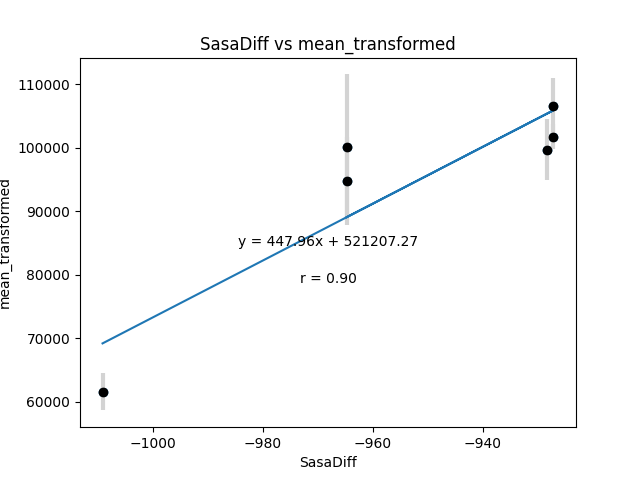 SasaDiff vs mean_transformed
110000
100000
90000
80000
70000
60000
mean_transformed
y = 447.96x + 521207.27
r = 0.90
−1000
−980
−960
−940
SasaDiff